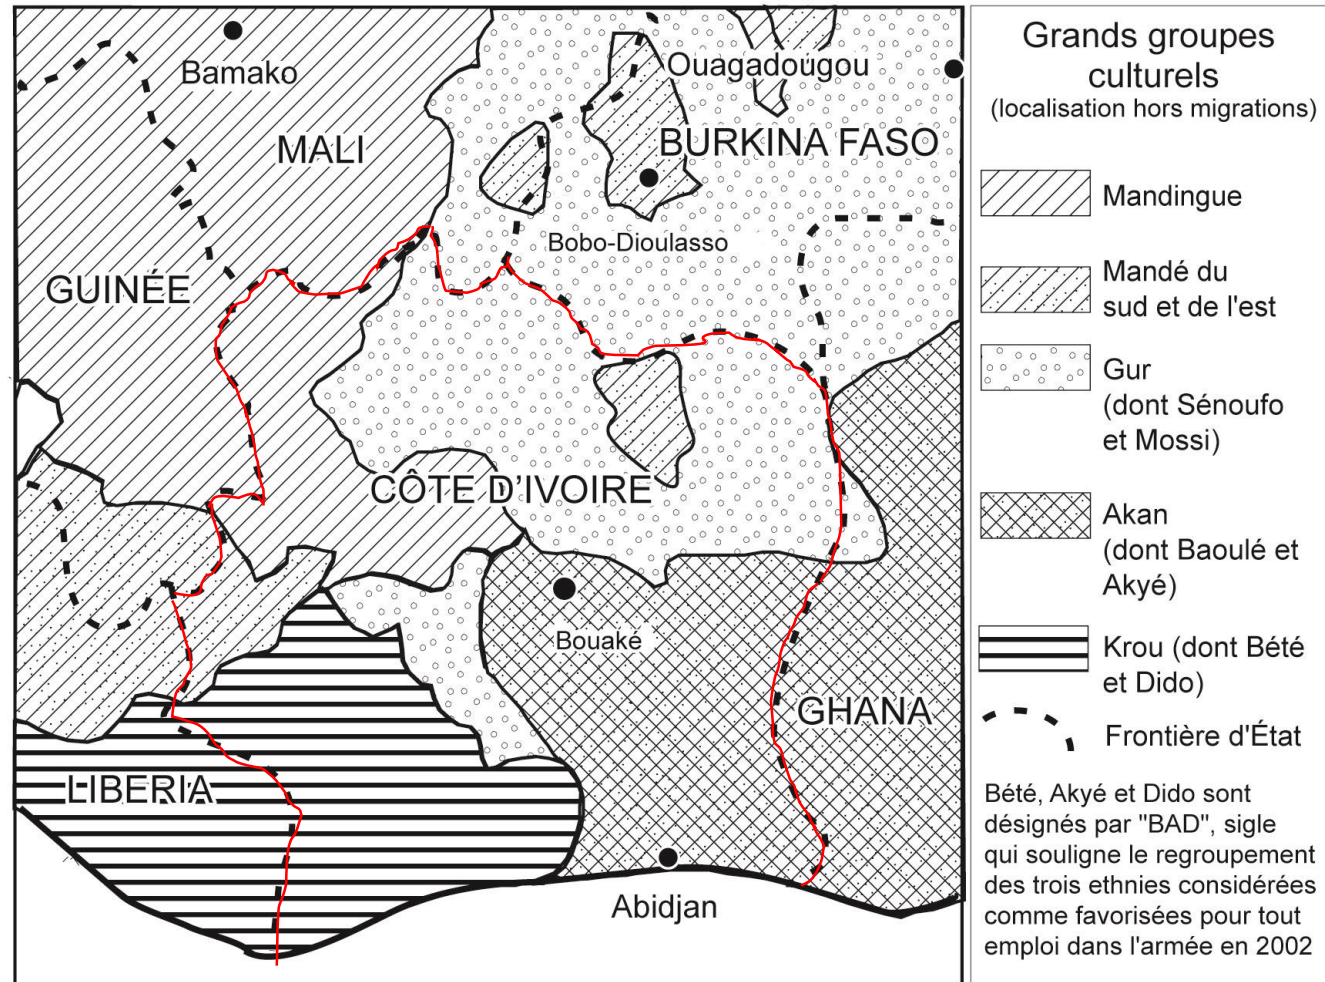 Bamako
Ouagadougou
MALI
BURKINA FASO
Bobo-Dioulasso
GUINÉE
CÔTE D'IVOIRE
Bouaké
GHANA
LIBERIA
Abidjan
Grands groupes
culturels
(localisation hors migrations)
Mandingue
Mandé du
sud et de l'est
Gur
(dont Sénoufo
et Mossi)
Akan
(dont Baoulé et
Akyé)
Krou (dont Bété
et Dido)
Frontière d'État
Bété, Akyé et Dido sont
désignés par "BAD", sigle
qui souligne le regroupement
des trois ethnies considérées
comme favorisées pour tout
emploi dans l'armée en 2002